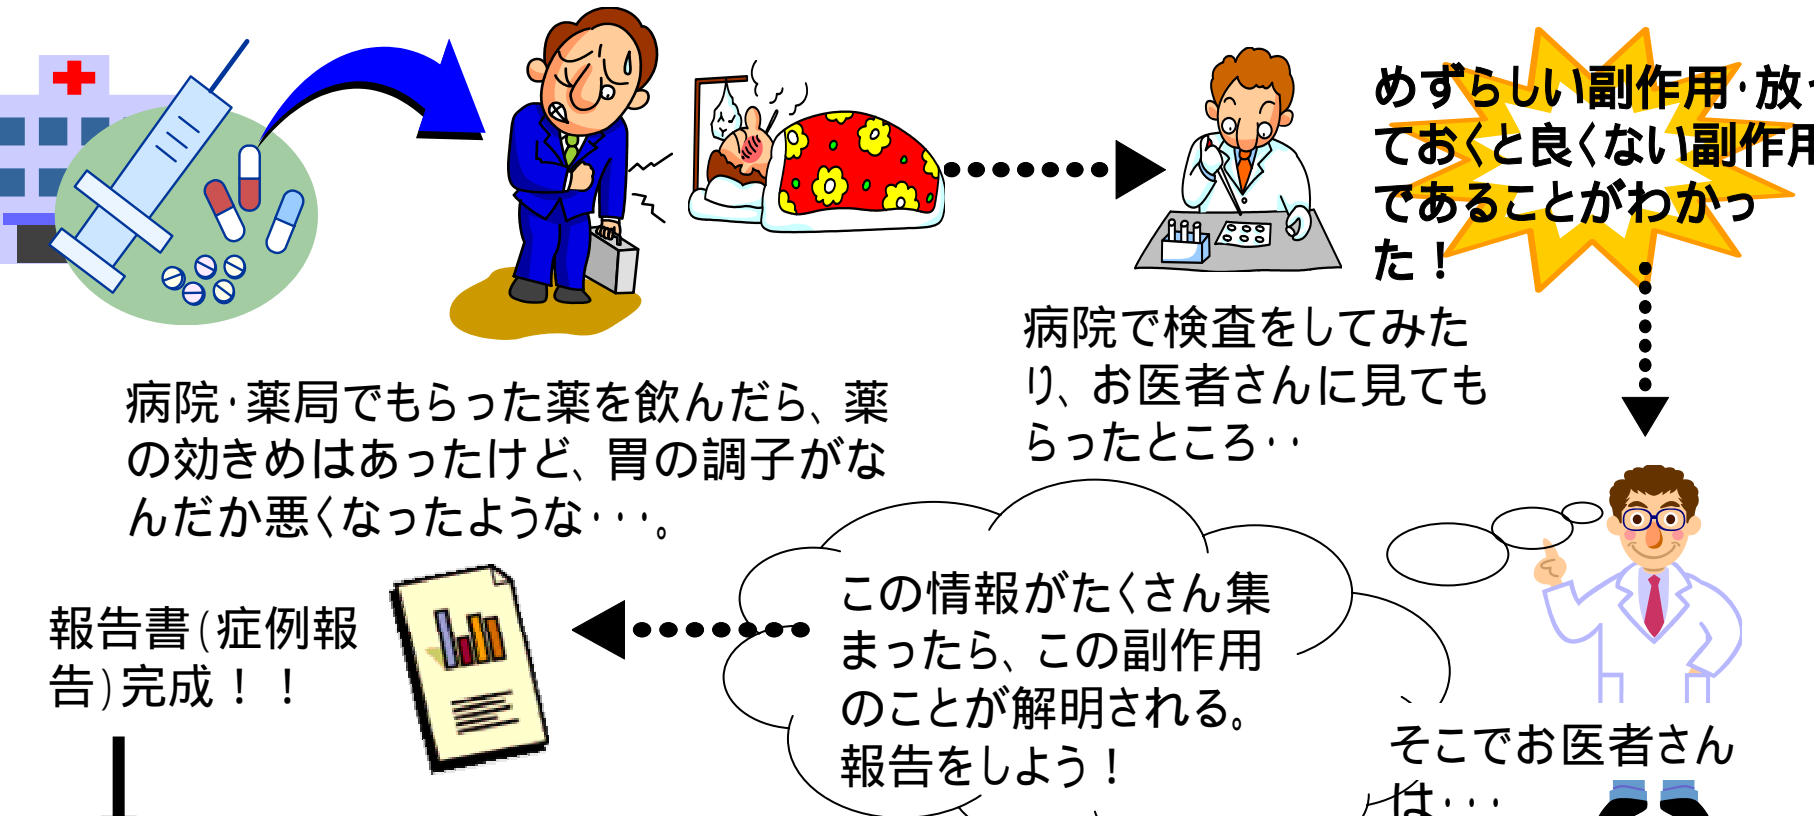 めずらしい副作用・放っ
ておくと良くない副作用
であることがわかっ
た！
病院で検査をしてみた
り、お医者さんに見ても
らったところ・・
病院・薬局でもらった薬を飲んだら、薬
の効きめはあったけど、胃の調子がな
んだか悪くなったような・・・。
この情報がたくさん集
まったら、この副作用
のことが解明される。
報告をしよう！
報告書(症例報
告)完成！！
そこでお医者さん
は・・・